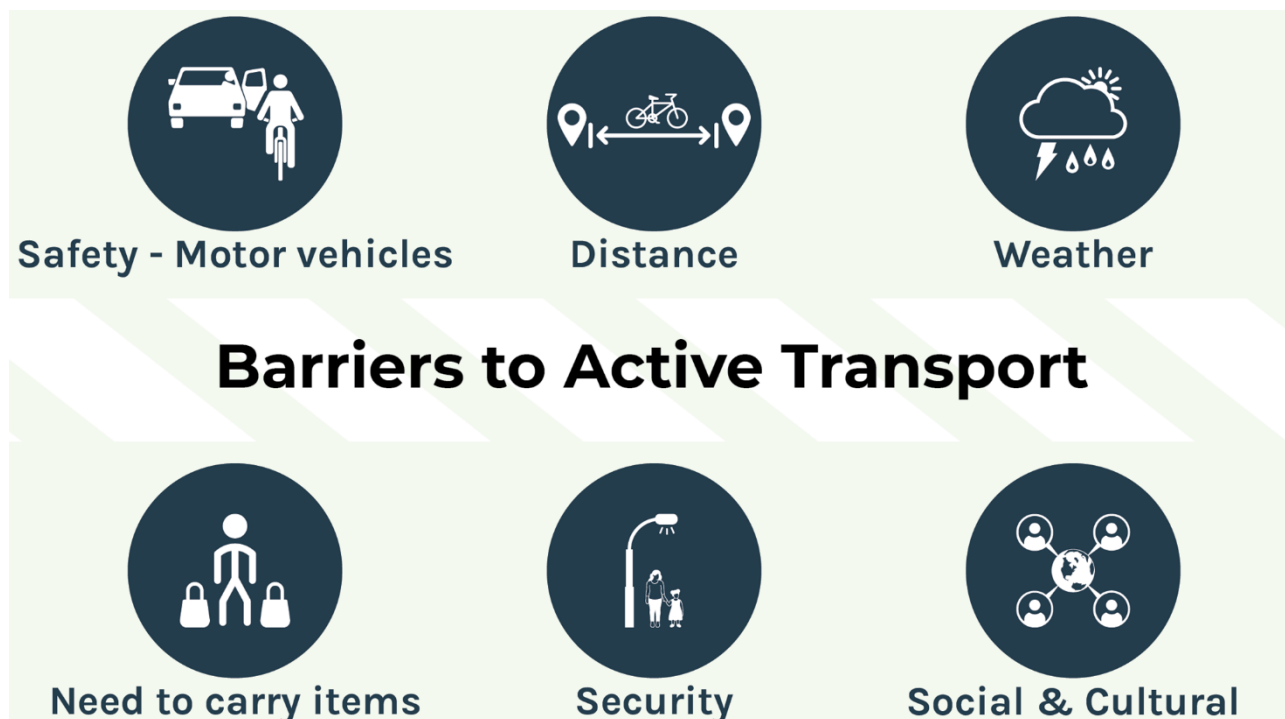 Safety - Motor vehicles
Distance
Weather
Barriers to Active Transport
Need to carry items
Security
Social & Cultural